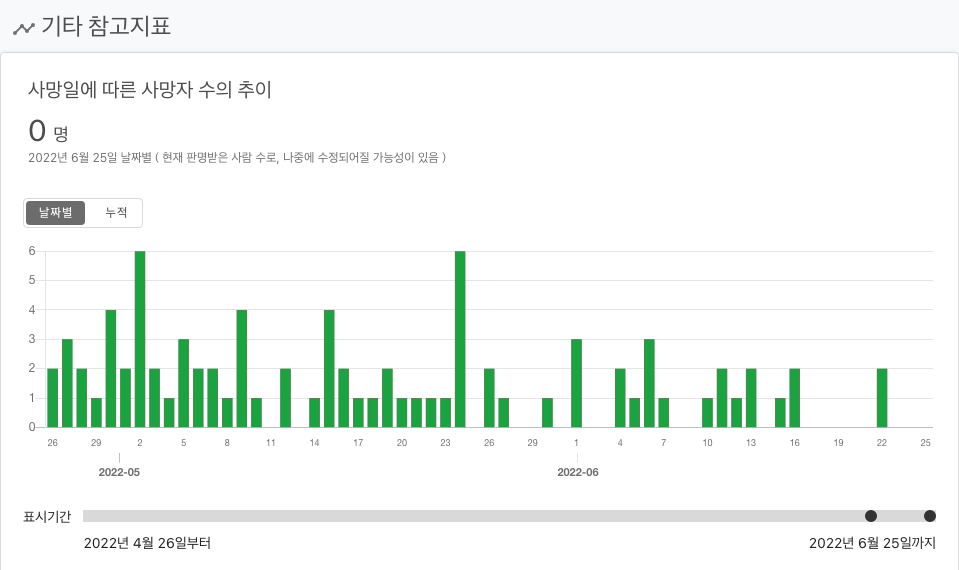 기타 참고지표
사망일에 따른 사망자 수의 추이
0 명
2022년 6월 25일 날짜별 ( 현재 판명받은 사람 수로, 나중에 수정되어질 가능성이 있음 )
날짜별 누적
6
5
4
3
2
1
0
26 29 2 5 8 11 14 17 20 23 26 29 1 4 7 10 13 16 19 22 25
2022-05 2022-06
표시기간
2022년 4월 26일부터 2022년 6월 25일까지